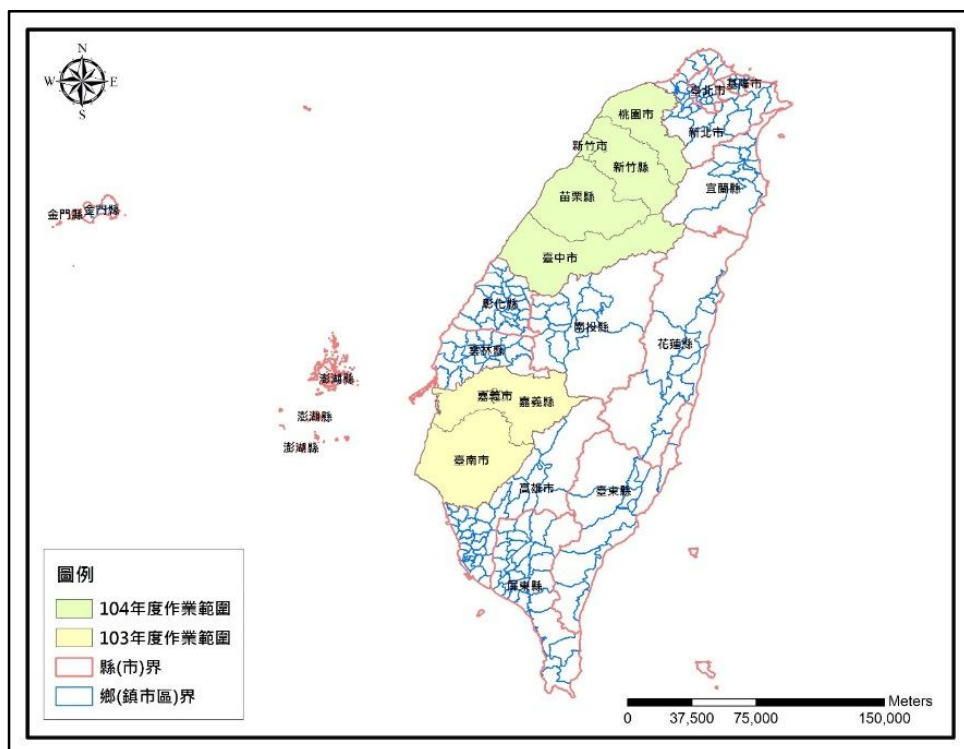 N
W
E
S
基隆市
臺北市
桃園市
新北市
新竹市
新竹縣
宜蘭縣
苗栗縣
金門縣
金門縣
臺中市
彰化縣
南投縣
花蓮縣
雲林縣
澎湖縣
嘉義市
嘉義縣
澎湖縣
澎湖縣
臺南市
高雄市
臺東縣
屏東縣
圖例
104年度作業範圍
103年度作業範圍
縣(市)界
鄉(鎮市區)界
Meters
0 37,500 75,000 150,000